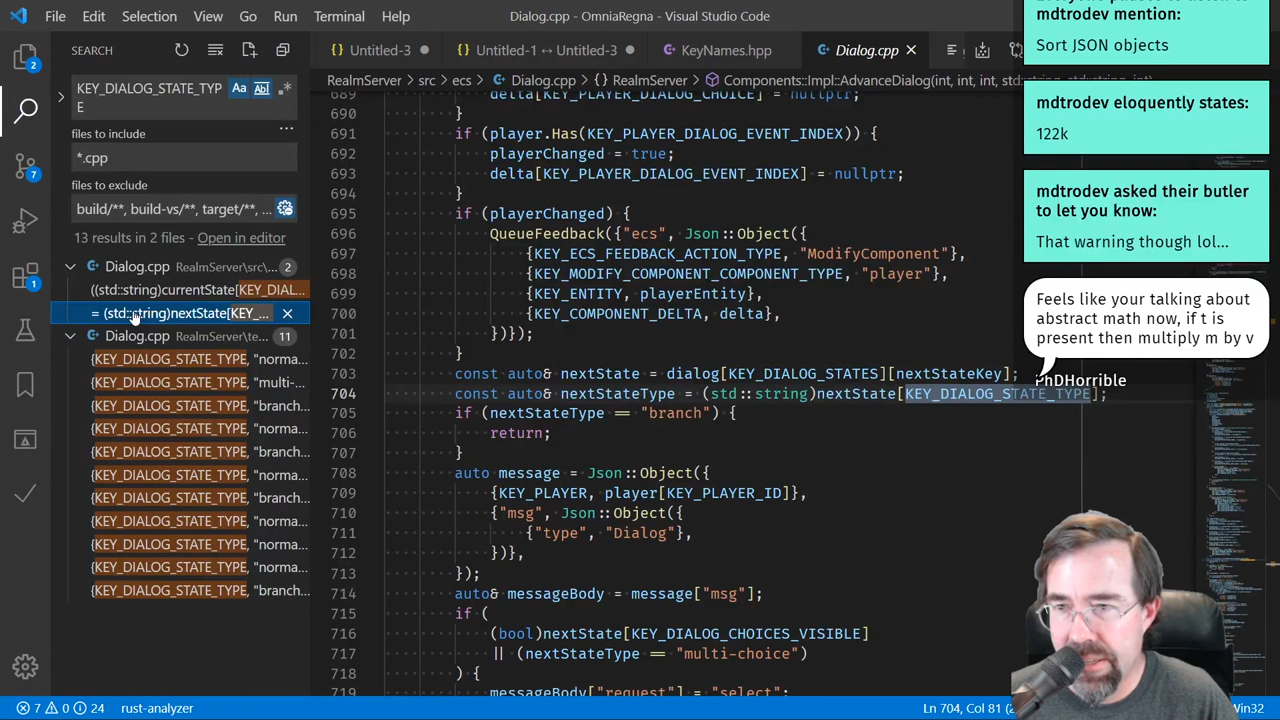 File Edit Selection View Go Run Terminal Help
Dialog.cpp - OmniaRegna - Visual Studio Code
SEARCH
KEY_DIALOG_STATE_TYP
E
Aa
files to include
*.cpp
files to exclude
build/**, build-vs/**, target/**, ...
13 results in 2 files - Open in editor
Dialog.cpp RealmServer\src\... 2
((std::string)currentState[KEY_DIAL...
= (std::string)nextState[KEY_...
Dialog.cpp RealmServer/te... 11
{KEY_DIALOG_STATE_TYPE, "norma...
{KEY_DIALOG_STATE_TYPE, "multi-...
{KEY_DIALOG_STATE_TYPE, "branch...
{KEY_DIALOG_STATE_TYPE, "norma...
{KEY_DIALOG_STATE_TYPE, "branch...
{KEY_DIALOG_STATE_TYPE, "norma...
{KEY_DIALOG_STATE_TYPE, "branch...
{KEY_DIALOG_STATE_TYPE, "norma...
{KEY_DIALOG_STATE_TYPE, "norma...
{KEY_DIALOG_STATE_TYPE, "norma...
{KEY_DIALOG_STATE_TYPE, "branch...
2
7
1
Untitled-3 Untitled-1 ↔ Untitled-3 KeyNames.hpp Dialog.cpp
RealmServer > src > ecs > Dialog.cpp > {} RealmServer > Components::Impl::AdvanceDialog(int, int, std::string, std::string, int)
689 delta[KEY_PLAYER_DIALOG_CHOICE] = nullptr;
690 }
691 if (player.Has(KEY_PLAYER_DIALOG_EVENT_INDEX)) {
692 playerChanged = true;
693 delta[KEY_PLAYER_DIALOG_EVENT_INDEX] = nullptr;
694 }
695 if (playerChanged) {
696 QueueFeedback({"ecs", Json::Object({
697 {KEY_ECS_FEEDBACK_ACTION_TYPE, "ModifyComponent"},
698 {KEY_MODIFY_COMPONENT_COMPONENT_TYPE, "player"},
699 {KEY_ENTITY, playerEntity},
700 {KEY_COMPONENT_DELTA, delta},
701 })});
702 }
703 const auto& nextState = dialog[KEY_DIALOG_STATES][nextStateKey];
704 const auto& nextStateType = (std::string)nextState[KEY_DIALOG_STATE_TYPE];
705 if (nextStateType == "branch") {
706 return;
707 }
708 auto message = Json::Object({
709 {KEY_PLAYER, player[KEY_PLAYER_ID]},
710 {"msg", Json::Object({
711 {"type", "Dialog"},
712 })},
713 });
714 auto& messageBody = message["msg"];
715 if (
716 (bool)nextState[KEY_DIALOG_CHOICES_VISIBLE]
717 || (nextStateType == "multi-choice")
718 ) {
719 messageBody["request"] = "select";
mdtrodev mention:
Sort JSON objects
mdtrodev eloquently states:
122k
mdtrodev asked their butler
to let you know:
That warning though lol...
Feels like your talking about
abstract math now, if t is
present then multiply m by v
PhDHorrible
7 0 24 rust-analyzer
Ln 704, Col 81
Win32